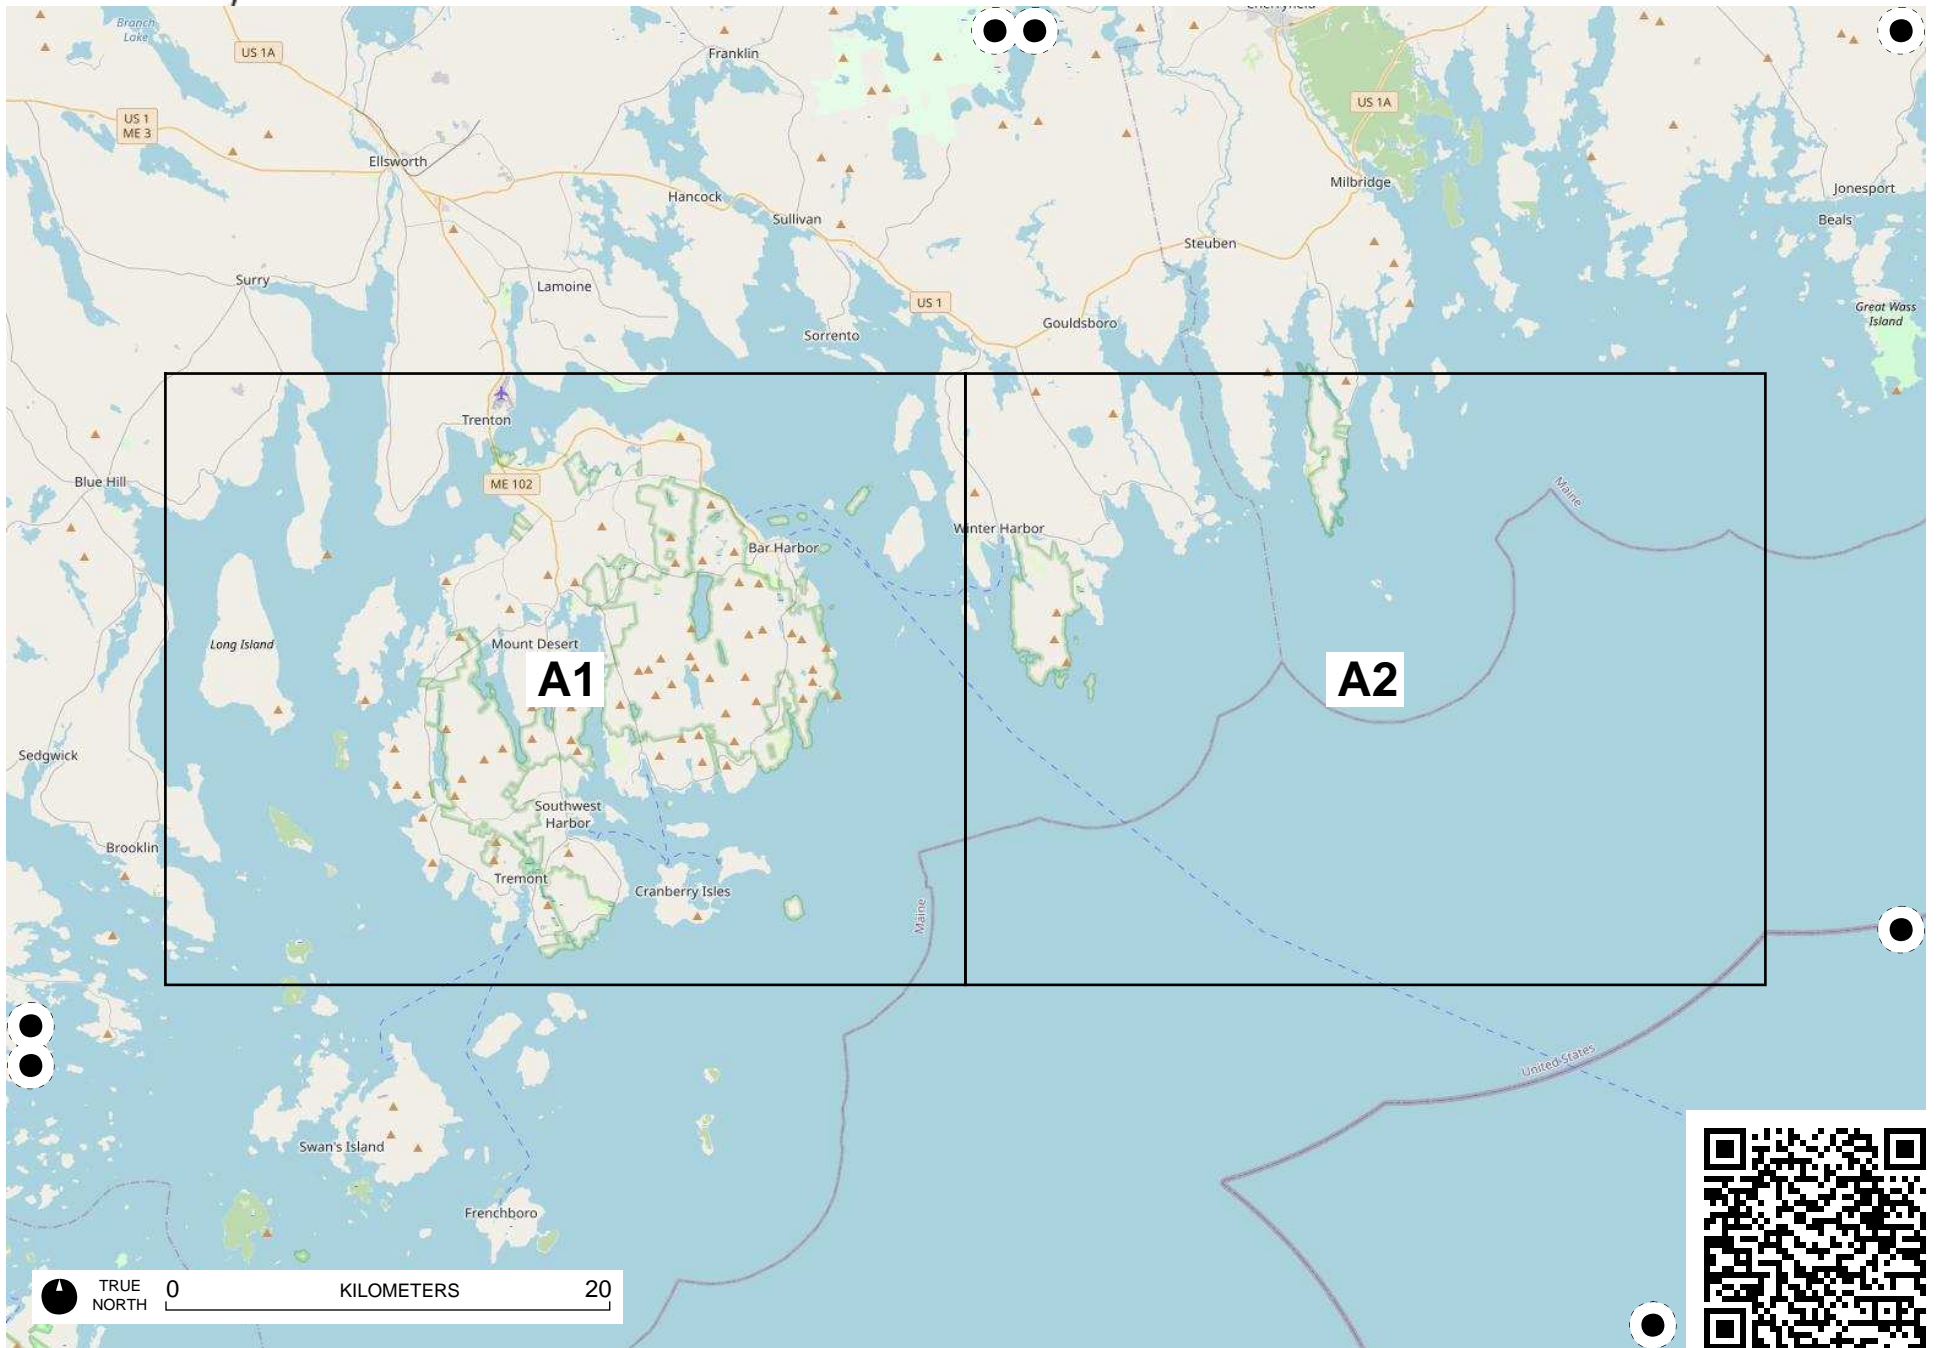 Branch
Lake
US 1A
Franklin
US 1A
US 1
ME 3
Ellsworth
Milbridge
Jonesport
Hancock
Sullivan
Beals
Steuben
Surry
Lamoine
US 1
Great Wass
Island
Gouldsboro
Sorrento
Trenton
Blue Hill
ME 102
Maine
Winter Harbor
Bar Harbor
Long Island
Mount Desert
A1
A2
Sedgwick
Southwest
Harbor
Brooklin
Tremont
Cranberry Isles
Maine
United States
Swan's Island
Frenchboro
TRUE
NORTH
0
KILOMETERS
20